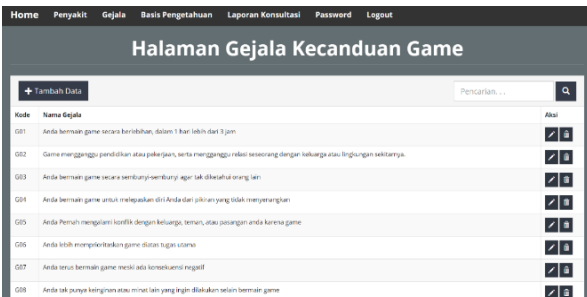 Home Penyakit Gejala Basis Pengetahuan Laporan Konsultasi Password Logout
Halaman Gejala Kecanduan Game
+ Tambah Data Pencarian. . .
Kode Nama Gejala Aksi
G01 Anda bermain game secara berlebihan, dalam 1 hari lebih dari 3 jam
G02 Game mengganggu pendidikan atau pekerjaan, serta mengganggu relasi seseorang dengan keluarga atau lingkungan sekitarnya.
G03 Anda bermain game secara sembunyi-sembunyi agar tak diketahui orang lain
G04 Anda bermain game untuk melepaskan diri Anda dari pikiran yang tidak menyenangkan
G05 Anda Pernah mengalami konflik dengan keluarga, teman, atau pasangan anda karena game
G06 Anda lebih memprioritaskan game diatas tugas utama
G07 Anda terus bermain game meski ada konsekuensi negatif
G08 Anda tak punya keinginan atau minat lain yang ingin dilakukan selain bermain game